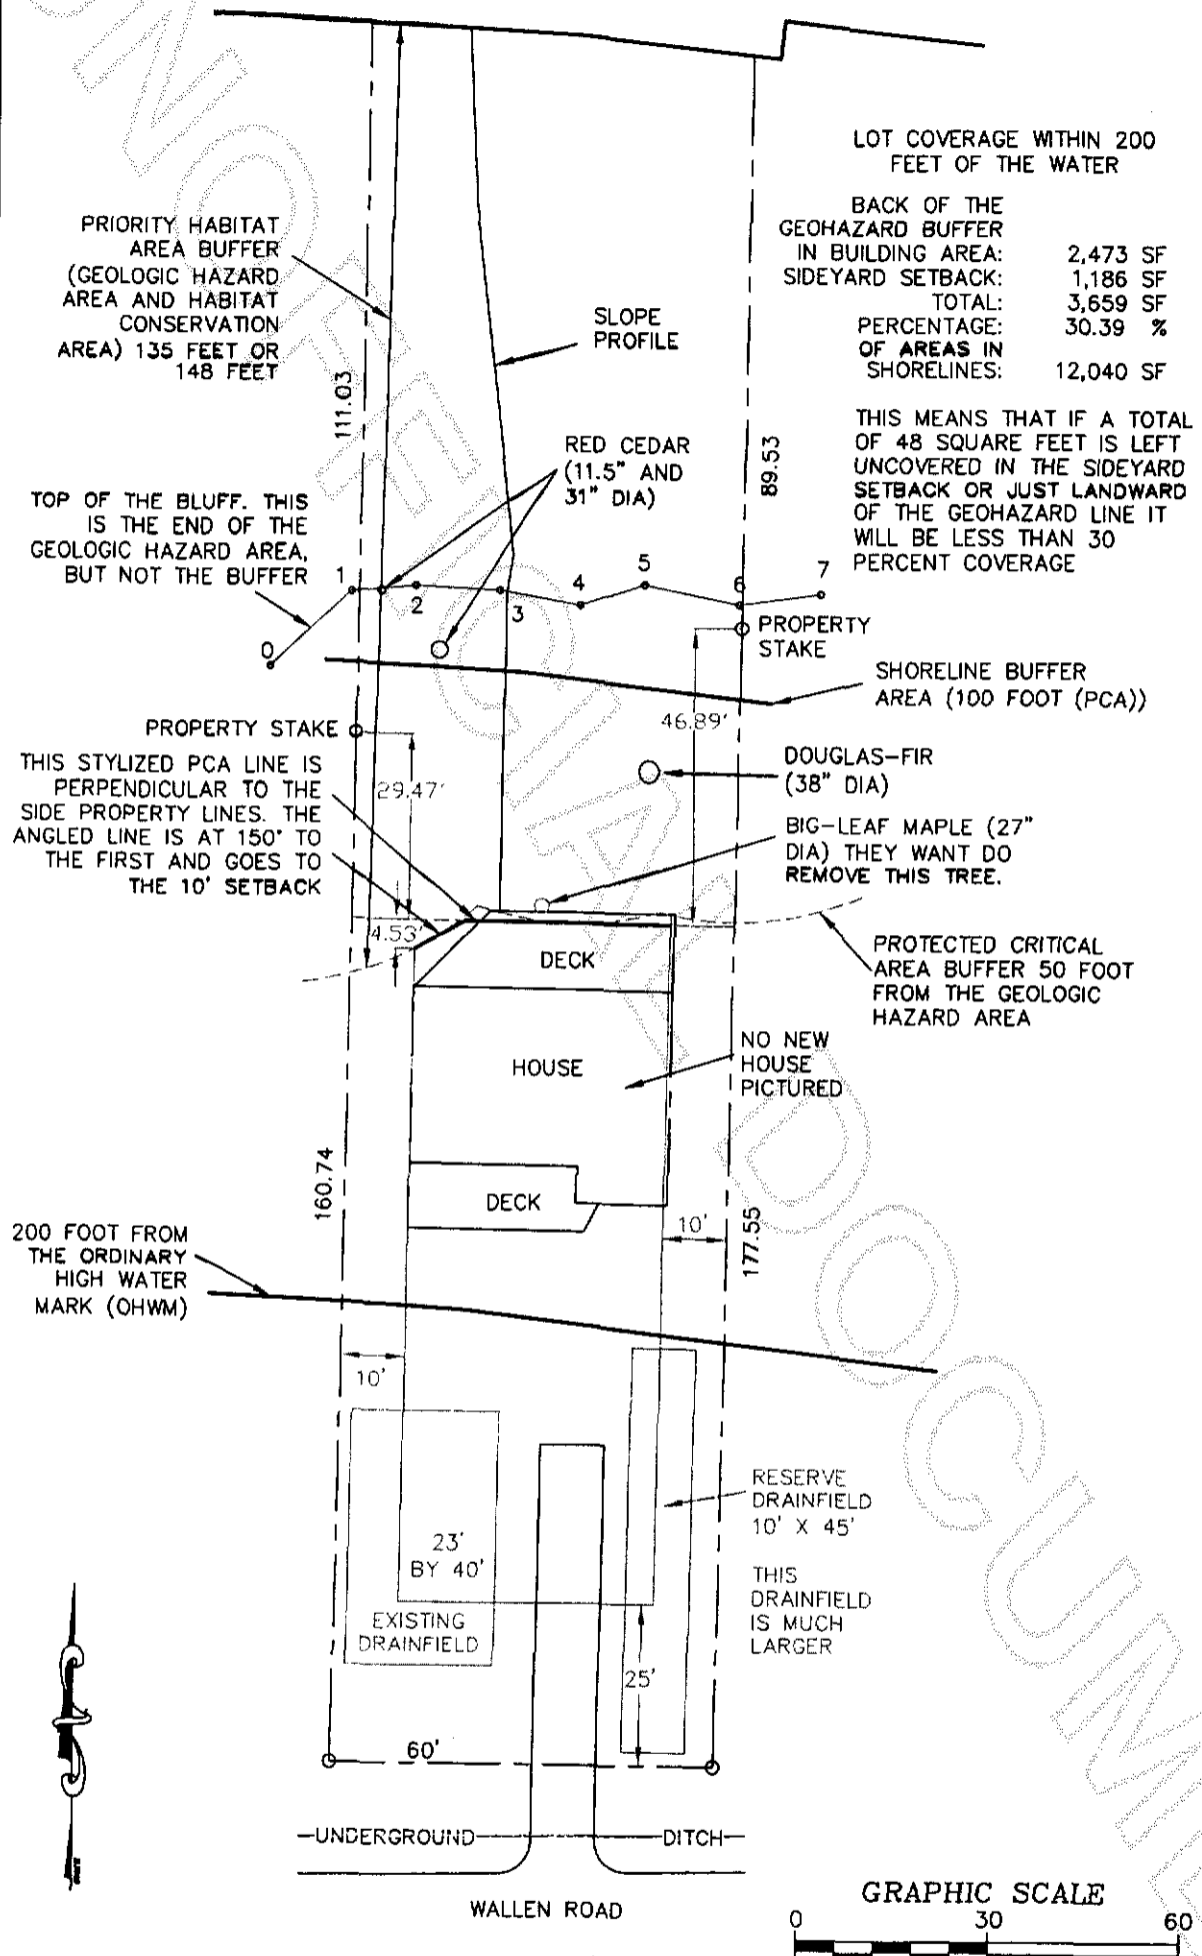 LOT COVERAGE WITHIN 200
FEET OF THE WATER
BACK OF THE
GEOHAZARD BUFFER
IN BUILDING AREA: 2,473 SF
SIDEYARD SETBACK: 1,186 SF
TOTAL: 3,659 SF
PERCENTAGE: 30.39 %
OF AREAS IN
SHORELINES: 12,040 SF
THIS MEANS THAT IF A TOTAL
OF 48 SQUARE FEET IS LEFT
UNCOVERED IN THE SIDEYARD
SETBACK OR JUST LANDWARD
OF THE GEOHAZARD LINE IT
WILL BE LESS THAN 30
PERCENT COVERAGE
PRIORITY HABITAT
AREA BUFFER
(GEOLOGIC HAZARD
AREA AND HABITAT
CONSERVATION
AREA) 135 FEET OR
148 FEET
SLOPE
PROFILE
111.03
89.53
RED CEDAR
(11.5" AND
31" DIA)
TOP OF THE BLUFF. THIS
IS THE END OF THE
GEOLOGIC HAZARD AREA,
BUT NOT THE BUFFER
0
1
2
3
4
5
6
7
PROPERTY
STAKE
SHORELINE BUFFER
AREA (100 FOOT (PCA))
46.89'
PROPERTY STAKE
29.47'
THIS STYLIZED PCA LINE IS
PERPENDICULAR TO THE
SIDE PROPERTY LINES. THE
ANGLED LINE IS AT 150° TO
THE FIRST AND GOES TO
THE 10' SETBACK
DOUGLAS-FIR
(38" DIA)
BIG-LEAF MAPLE (27"
DIA) THEY WANT DO
REMOVE THIS TREE.
4.53'
DECK
PROTECTED CRITICAL
AREA BUFFER 50 FOOT
FROM THE GEOLOGIC
HAZARD AREA
HOUSE
NO NEW
HOUSE
PICTURED
160.74
DECK
10'
177.55
200 FOOT FROM
THE ORDINARY
HIGH WATER
MARK (OHWM)
10'
23'
BY 40'
EXISTING
DRAINFIELD
RESERVE
DRAINFIELD
10' X 45'
THIS
DRAINFIELD
IS MUCH
LARGER
25'
60'
UNDERGROUND DITCH
WALLEN ROAD
GRAPHIC SCALE
0 30 60